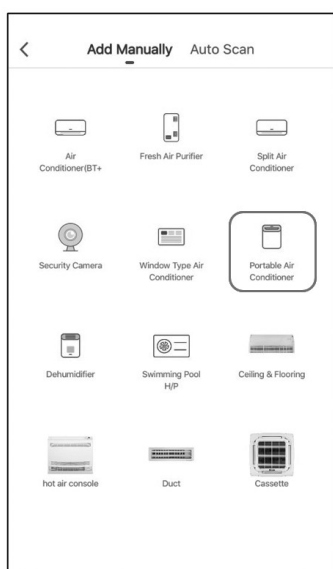 Add Manually Auto Scan
Air
Conditioner(BT+
Fresh Air Purifier
Split Air
Conditioner
Security Camera
Window Type Air
Conditioner
Portable Air
Conditioner
Dehumidifier
Swimming Pool
H/P
Ceiling & Flooring
hot air console
Duct
Cassette